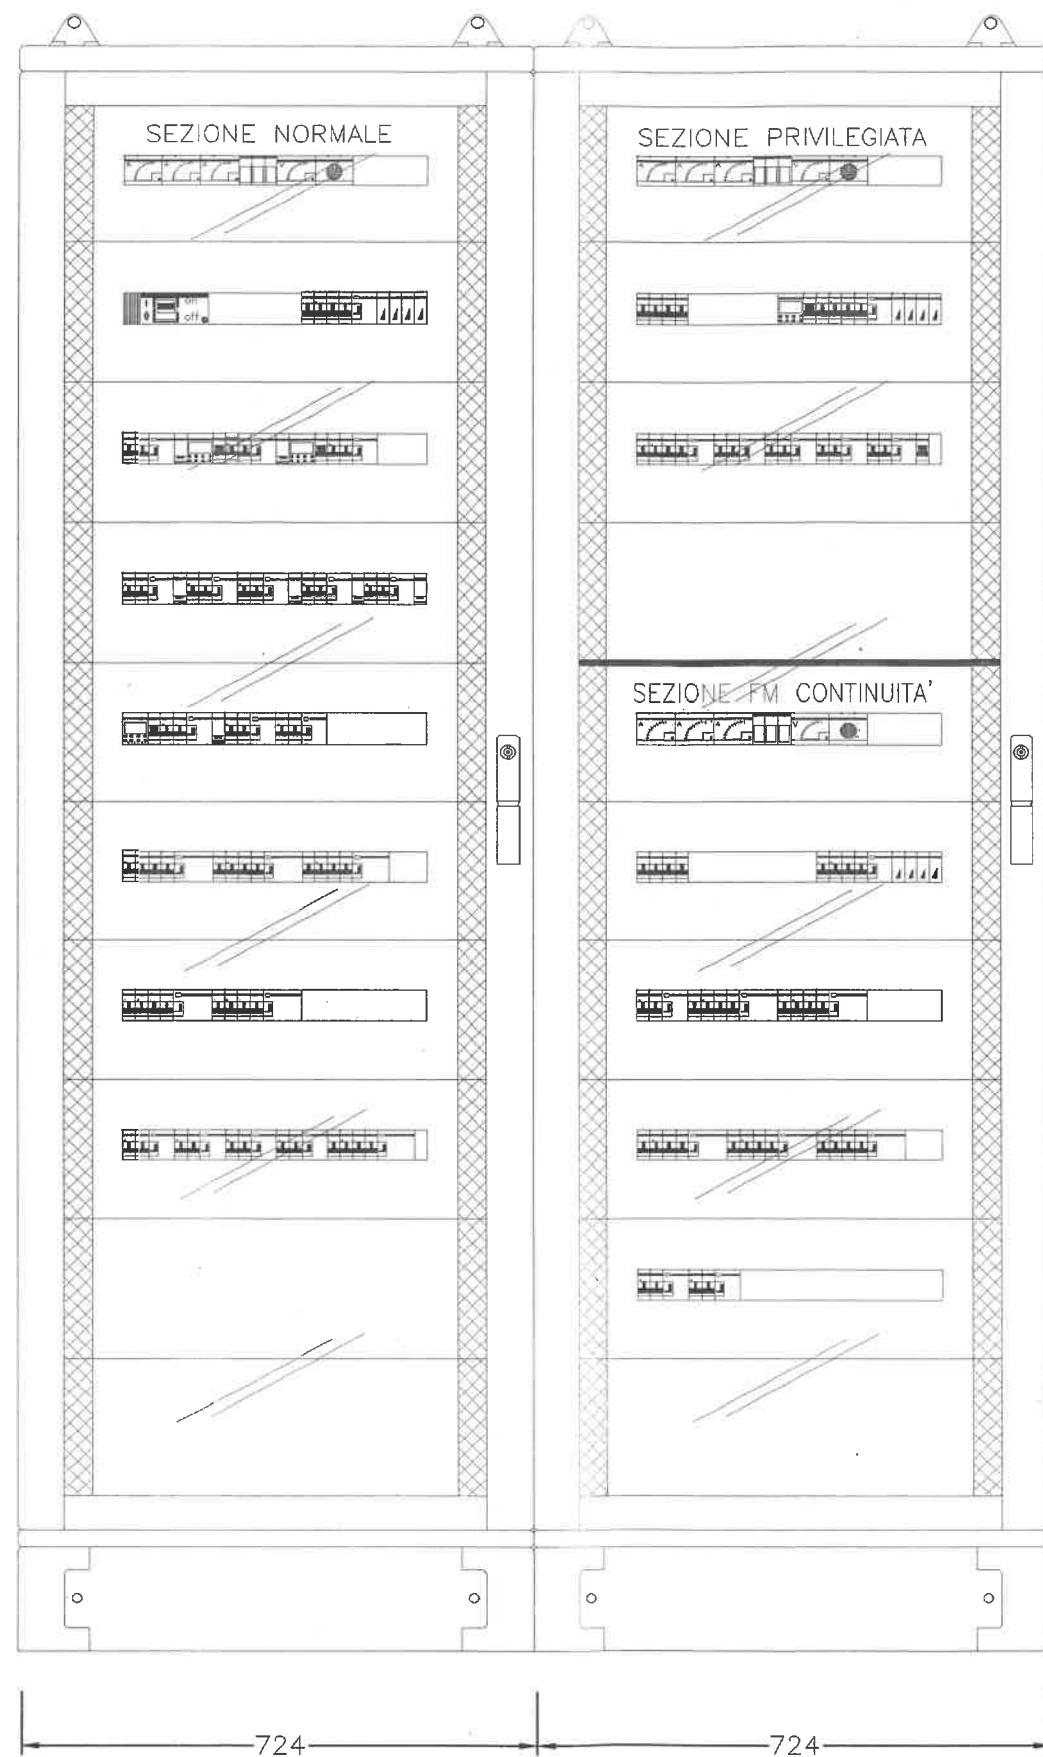 SEZIONE NORMALE
SEZIONE PRIVILEGIATA
on
off
SEZIONE FM CONTINUITA'
A A A V
724
724